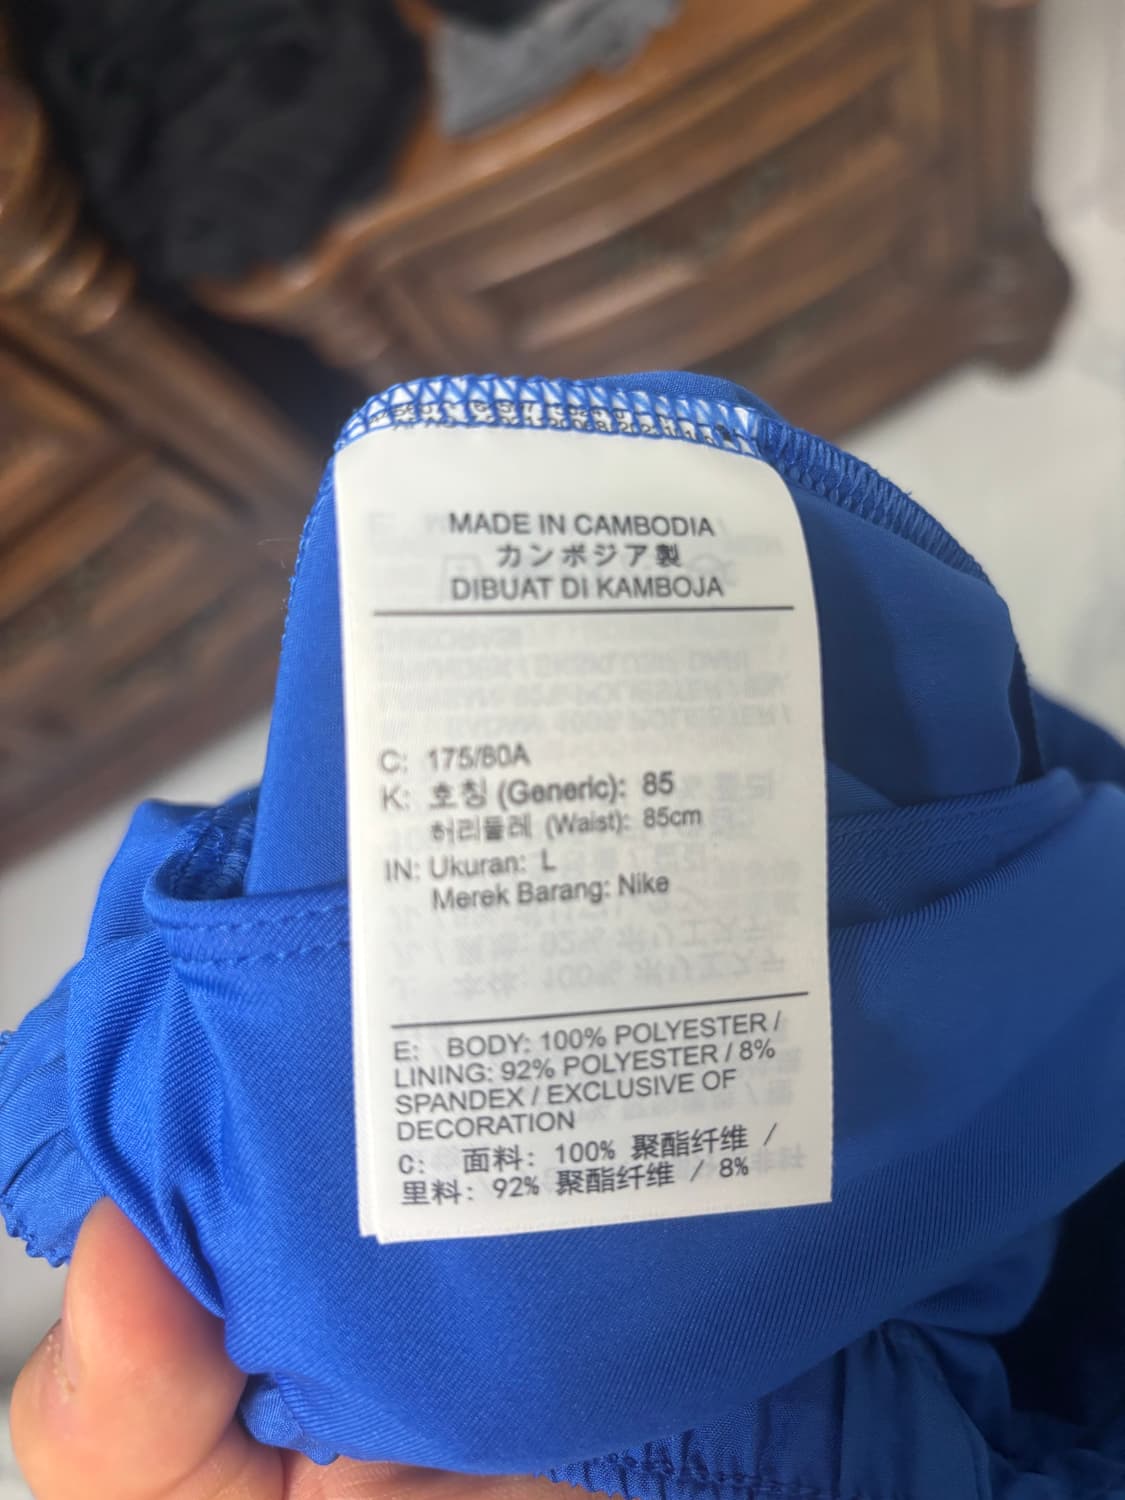 MADE IN CAMBODIA /
カンボジア製
DIBUAT DI KAMBOJA
C: 175/80A
K: 호칭 (Generic): 85
허리둘레 (Waist): 85cm
IN: Ukuran: L
Merek Barang: Nike
E: BODY: 100% POLYESTER /
LINING: 92% POLYESTER / 8%
SPANDEX / EXCLUSIVE OF
DECORATION
C: 面料: 100% 聚酯纤维 /
里料: 92% 聚酯纤维 / 8%